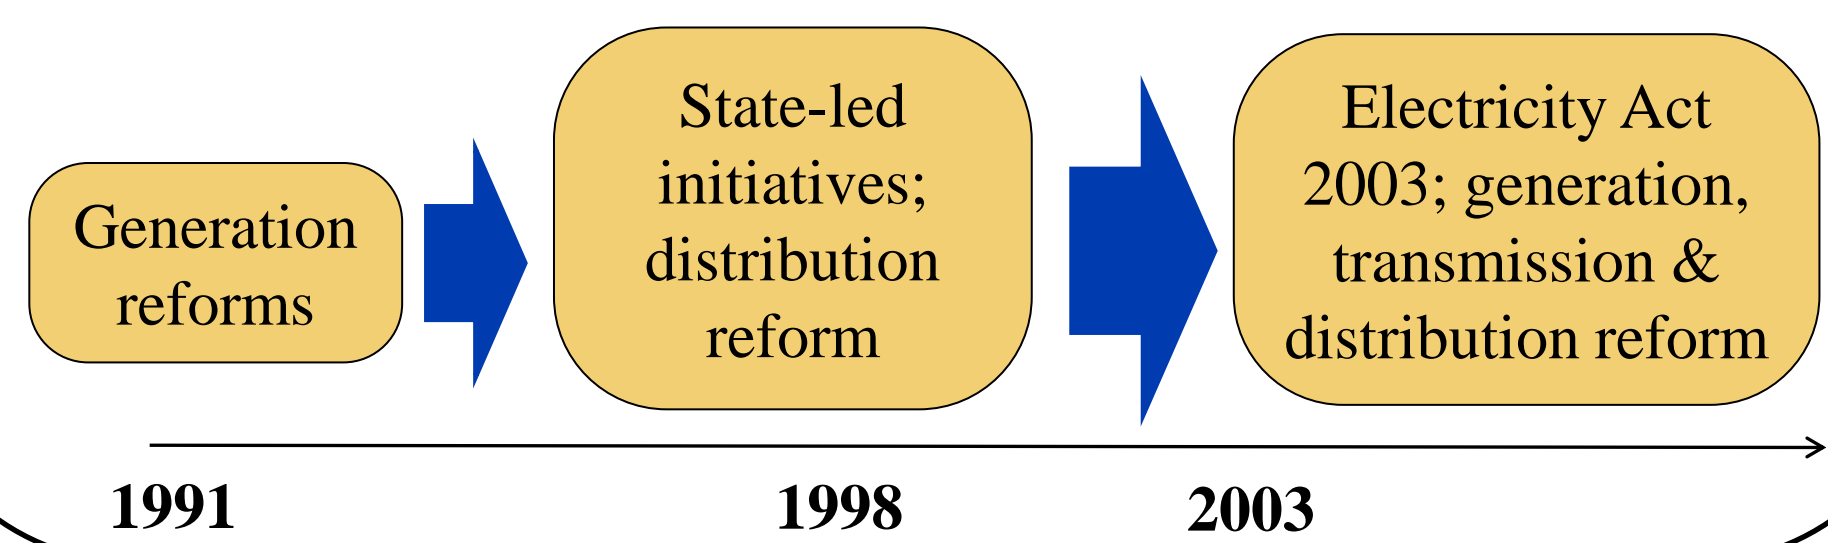 Generation
reforms
State-led
initiatives;
distribution
reform
Electricity Act
2003; generation,
transmission &
distribution reform
1991
1998
2003